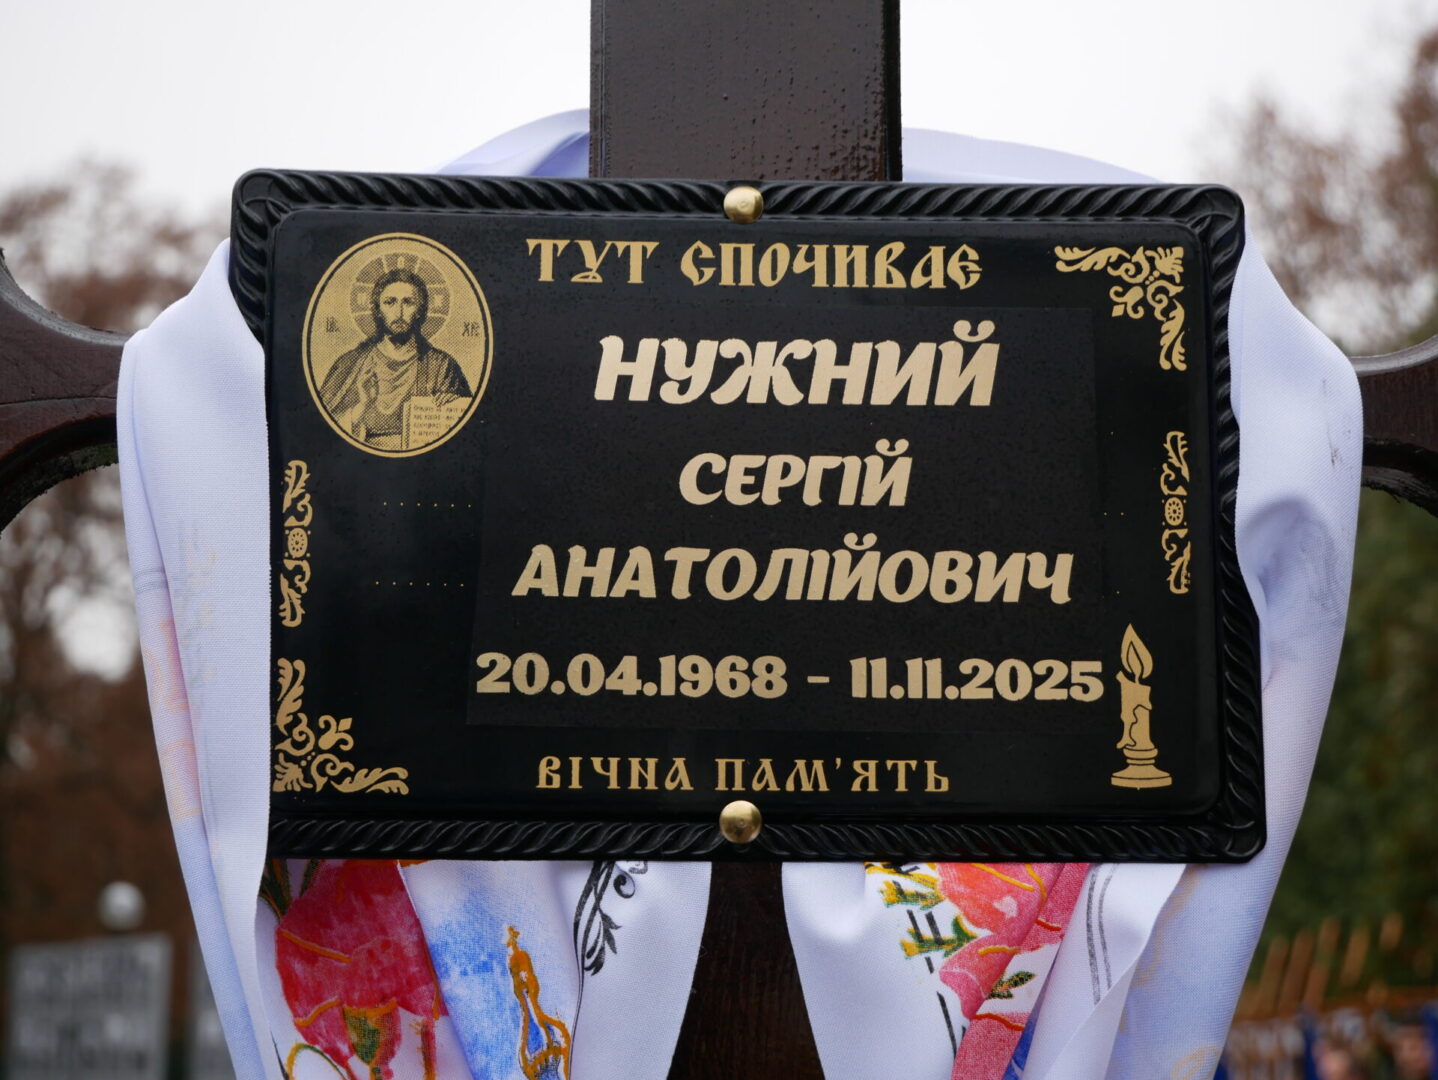 ТУТ СПОЧИВАЄ
НУЖНИЙ
СЕРГІЙ
АНАТОЛІЙОВИЧ
20.04.1968 - 11.11.2025
ВІЧНА ПАМ'ЯТЬ